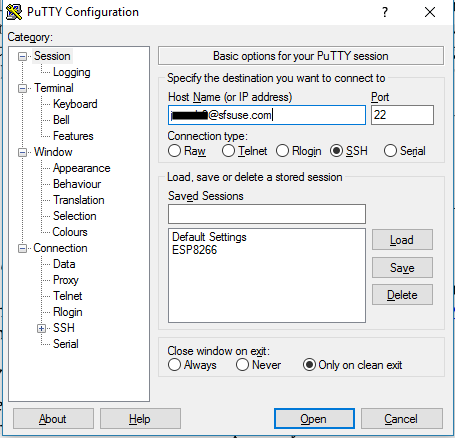 PuTTY Configuration
Category:
Session
Logging
Terminal
Keyboard
Bell
Features
Window
Appearance
Behaviour
Translation
Selection
Colours
Connection
Data
Proxy
Telnet
Rlogin
SSH
Serial
Basic options for your PuTTY session
Specify the destination you want to connect to
Host Name (or IP address) Port
@sfsuse.com 22
Connection type:
Raw Telnet Rlogin SSH Serial
Load, save or delete a stored session
Saved Sessions
Default Settings
ESP8266
Load
Save
Delete
Close window on exit:
Always Never Only on clean exit
About Help Open Cancel